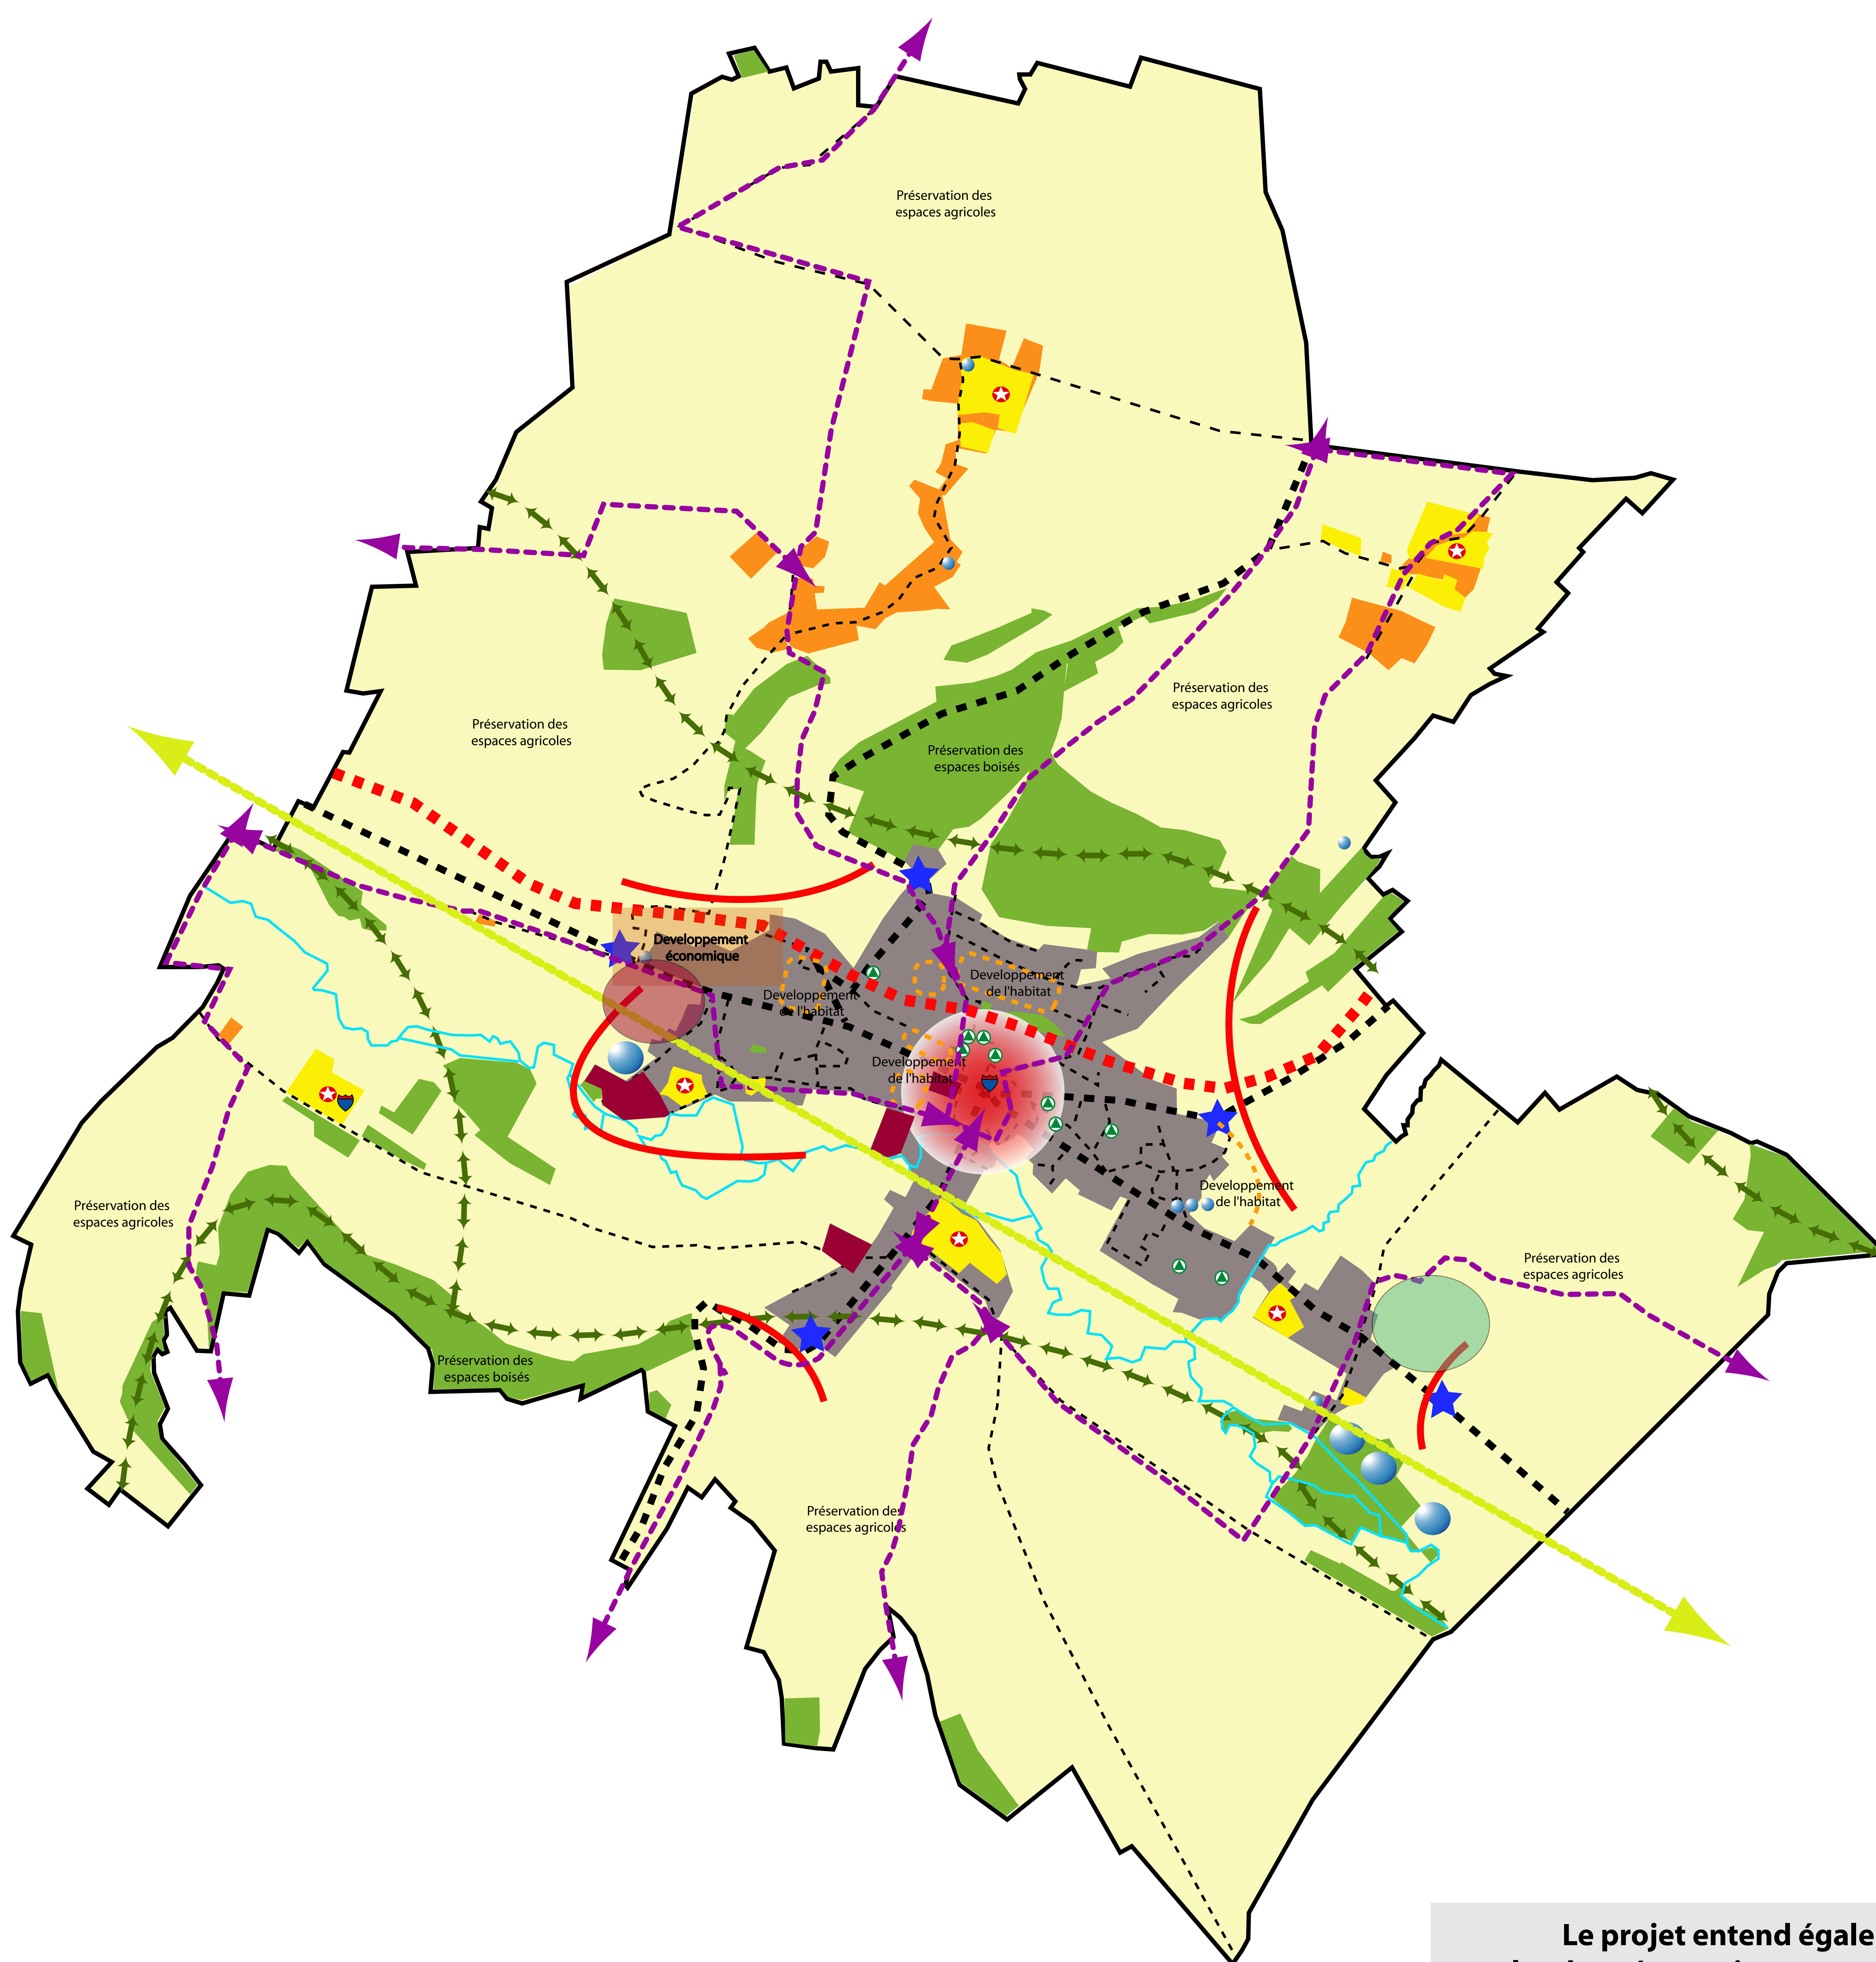 Préservation des
espaces agricoles
Préservation des
espaces agricoles
Préservation des
espaces agricoles
Préservation des
espaces boisés
Developpement
économique
Developpement
de l'habitat
Developpement
de l'habitat
Developpement
de l'habitat
Developpement
de l'habitat
Préservation des
espaces agricoles
Préservation des
espaces agricoles
Préservation des
espaces boisés
Préservation des
espaces agricoles
Le projet entend égale